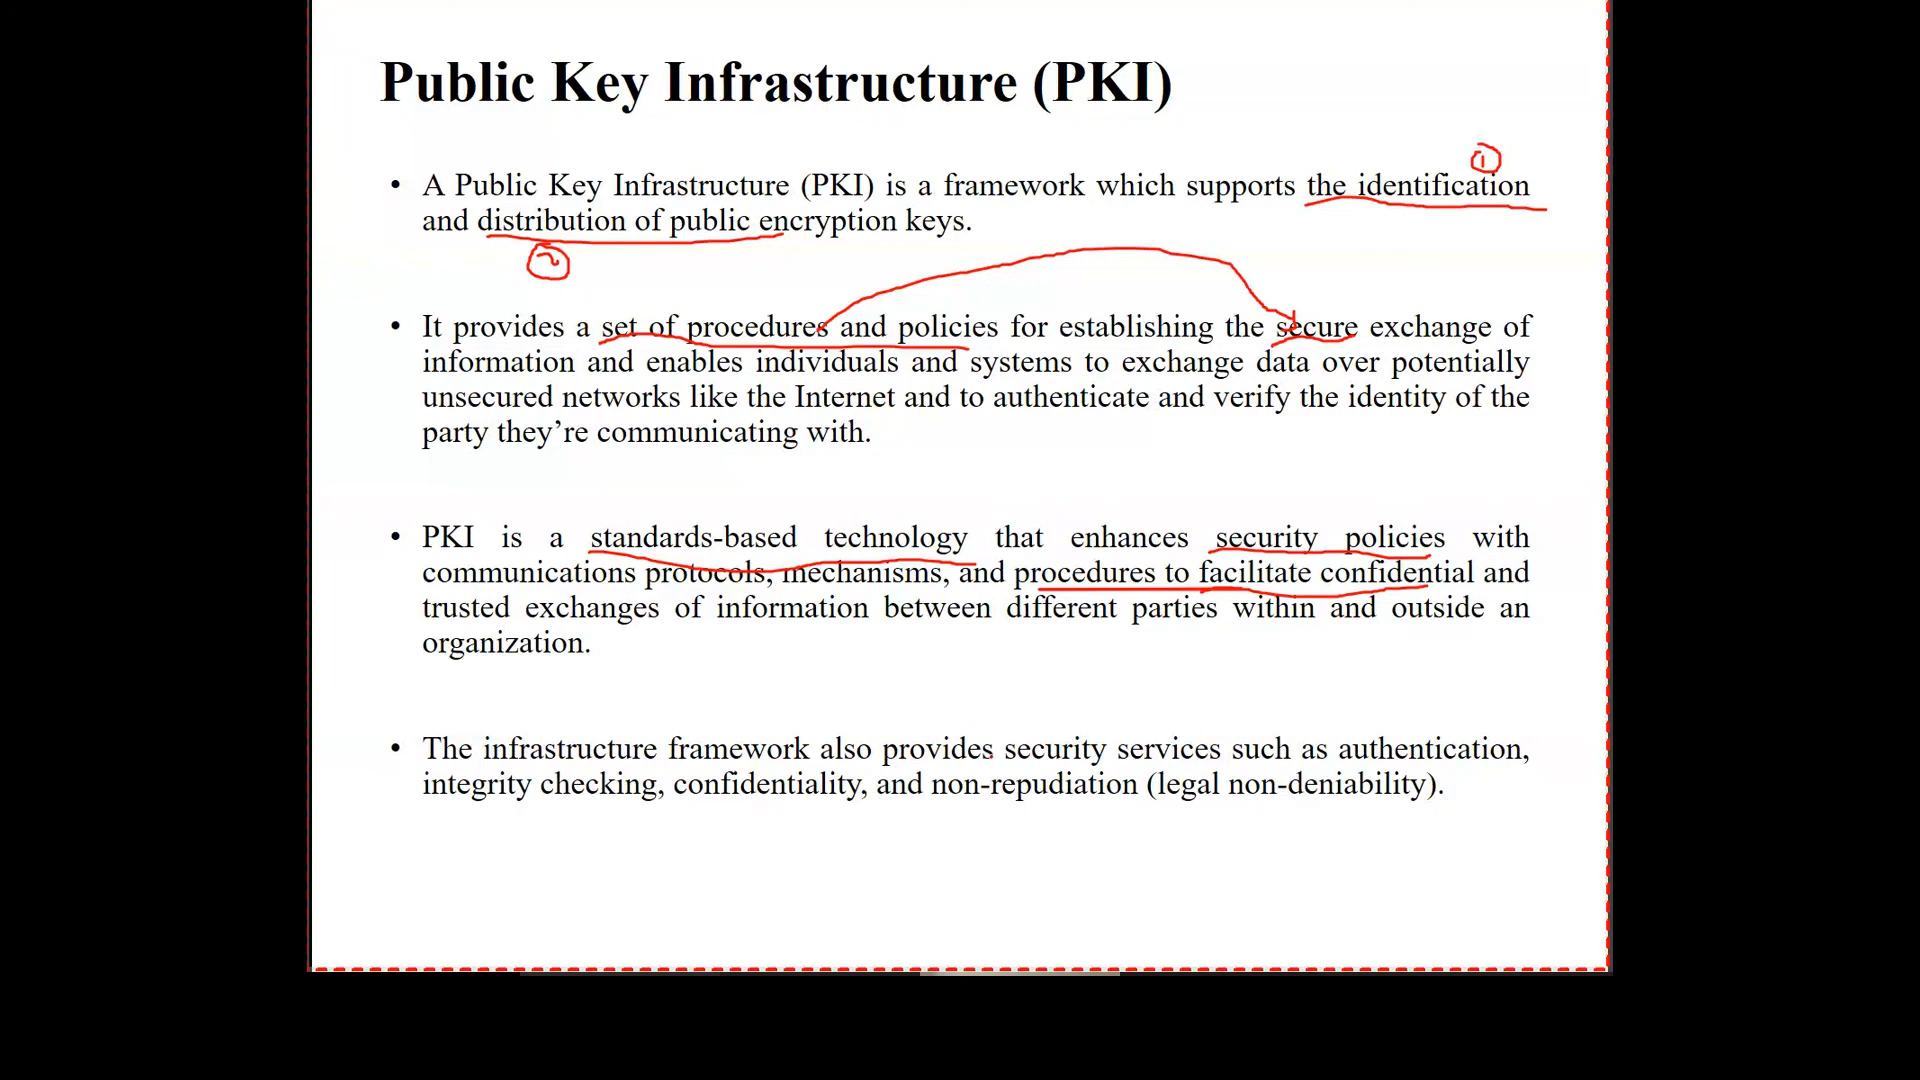 Public Key Infrastructure (PKI)
①
• A Public Key Infrastructure (PKI) is a framework which supports the identification
and distribution of public encryption keys.
②
• It provides a set of procedures and policies for establishing the secure exchange of
information and enables individuals and systems to exchange data over potentially
unsecured networks like the Internet and to authenticate and verify the identity of the
party they’re communicating with.
• PKI is a standards-based technology that enhances security policies with
communications protocols, mechanisms, and procedures to facilitate confidential and
trusted exchanges of information between different parties within and outside an
organization.
• The infrastructure framework also provides security services such as authentication,
integrity checking, confidentiality, and non-repudiation (legal non-deniability).